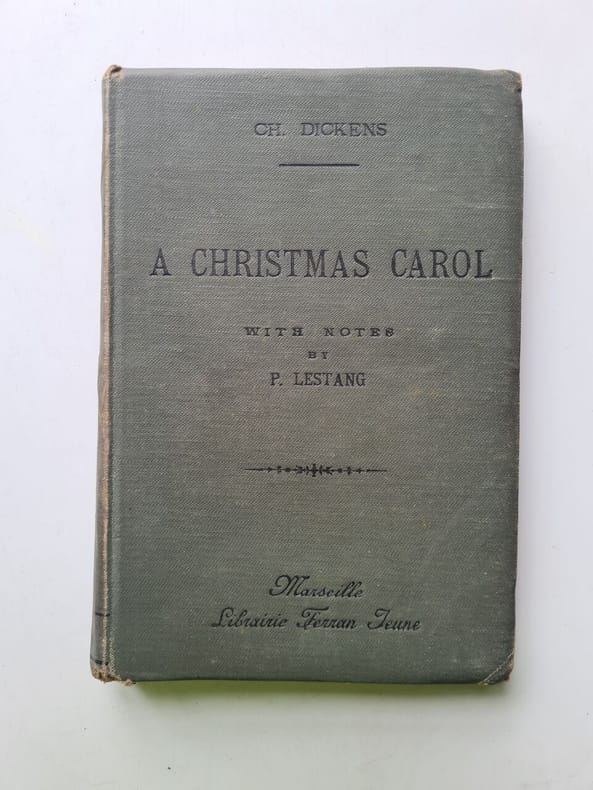 CH. DICKENS
A CHRISTMAS CAROL
WITH NOTES
BY
P. LESTANG
Marseille
Librairie Ferran Jeune